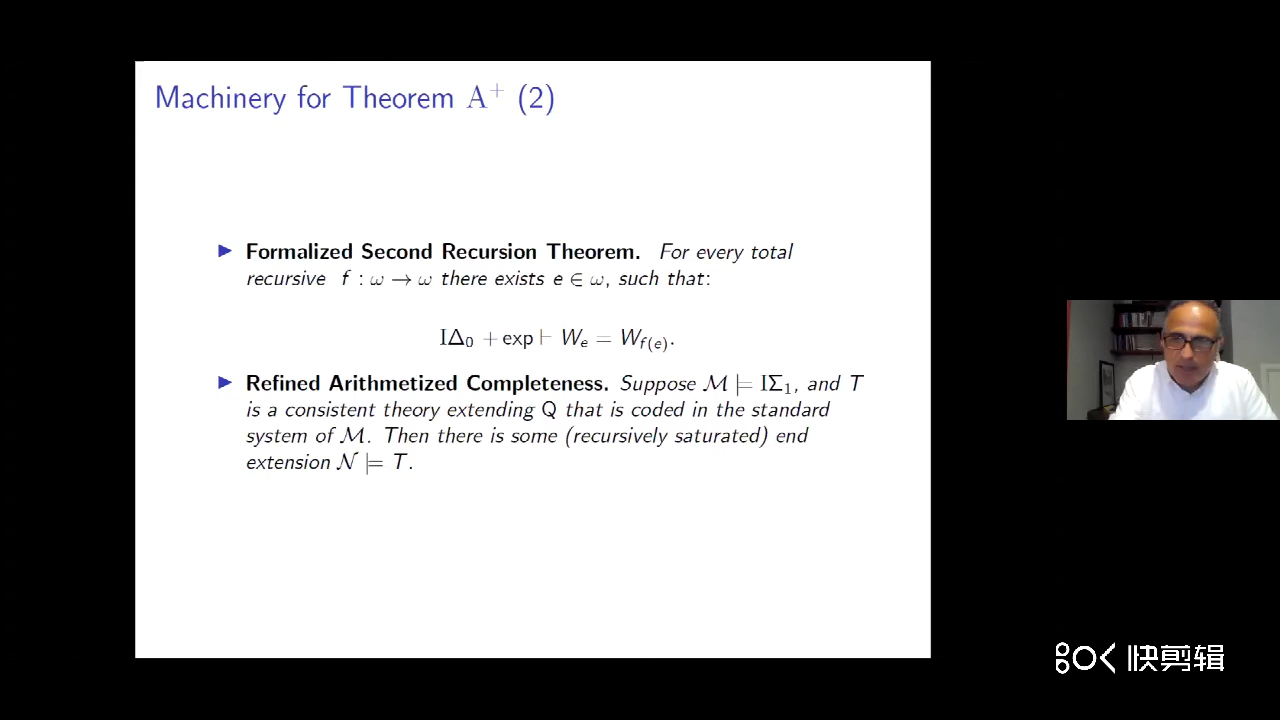 Machinery for Theorem A⁺ (2)
▶ Formalized Second Recursion Theorem. For every total
recursive f : ω → ω there exists e ∈ ω, such that:
IΔ₀ + exp ⊢ Wₑ = W_{f(e)}.
▶ Refined Arithmetized Completeness. Suppose ℳ ⊨ IΣ₁, and T
is a consistent theory extending Q that is coded in the standard
system of ℳ. Then there is some (recursively saturated) end
extension 𝒩 ⊨ T.
快剪辑